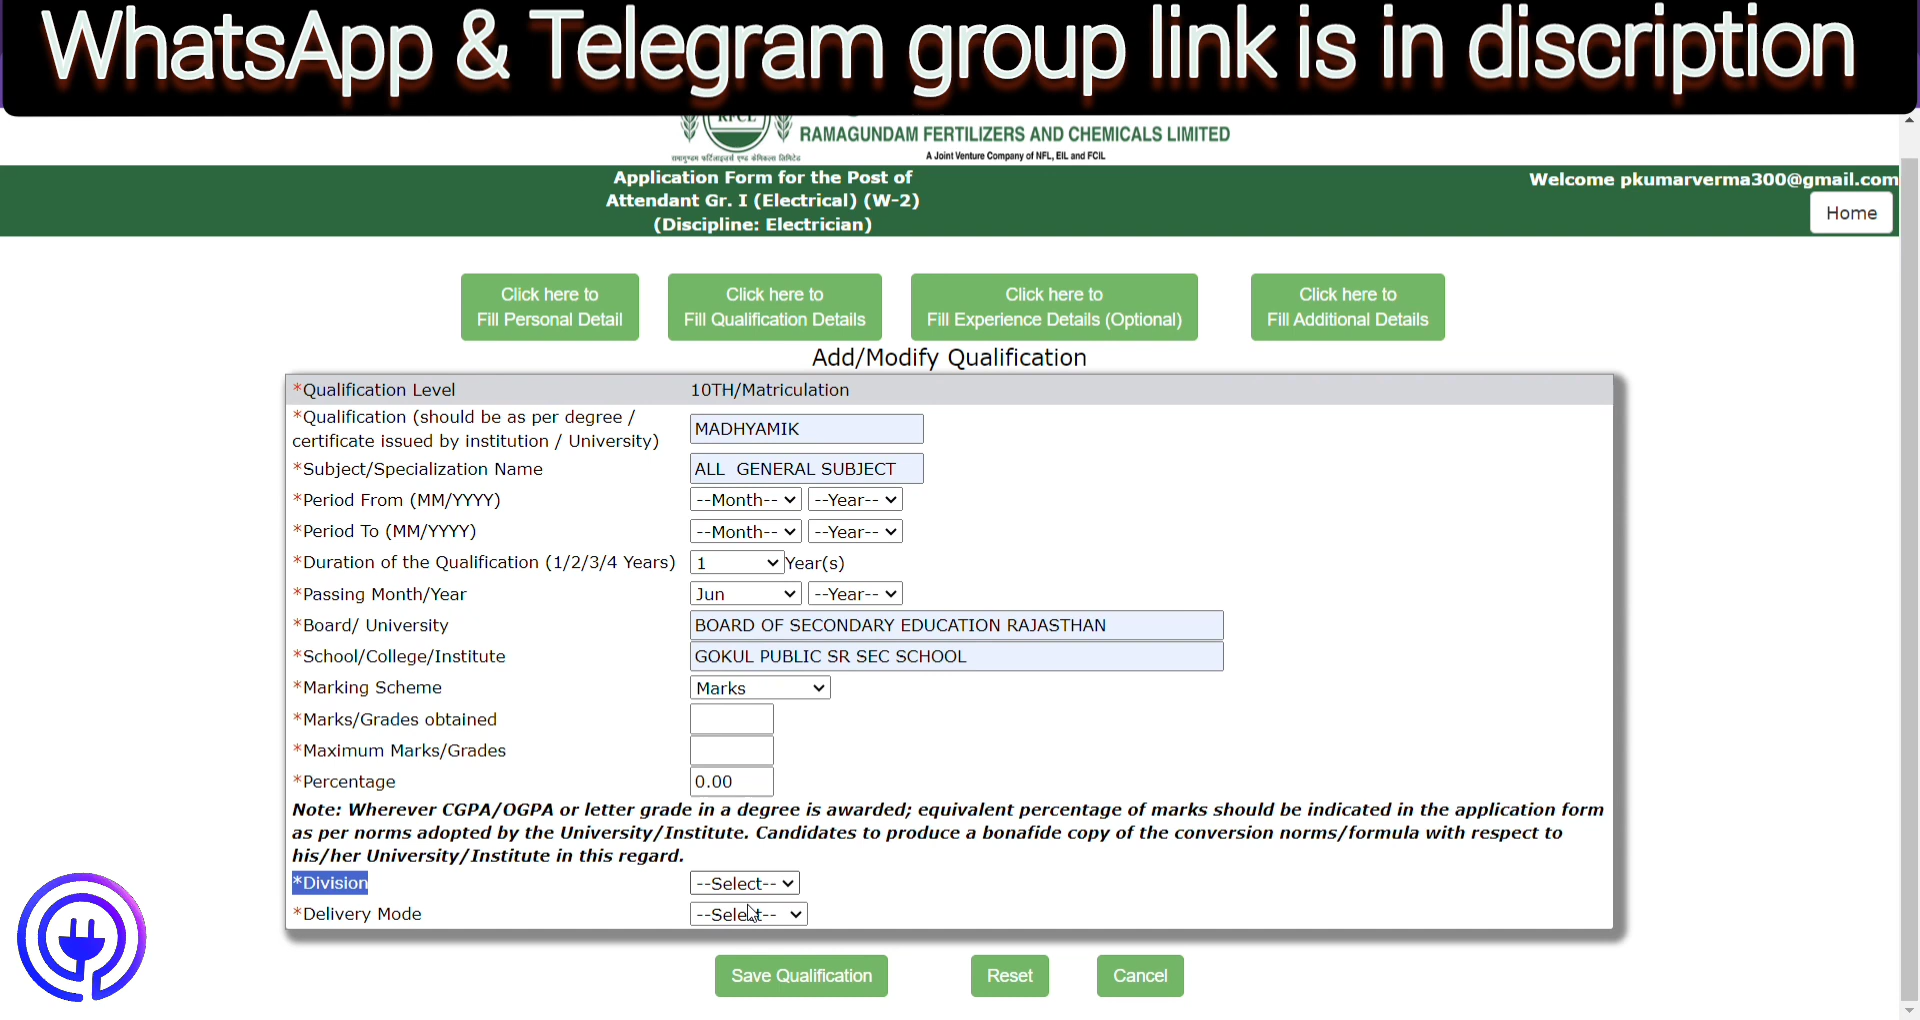 WhatsApp & Telegram group link is in discription
RFCL
RAMAGUNDAM FERTILIZERS AND CHEMICALS LIMITED
A Joint Venture Company of NFL, EIL and FCIL
Application Form for the Post of
Attendant Gr. I (Electrical) (W-2)
(Discipline: Electrician)
Welcome pkumarverma300@gmail.com
Home
Click here to
Fill Personal Detail
Click here to
Fill Qualification Details
Click here to
Fill Experience Details (Optional)
Click here to
Fill Additional Details
Add/Modify Qualification
*Qualification Level 10TH/Matriculation
*Qualification (should be as per degree /
certificate issued by institution / University) MADHYAMIK
*Subject/Specialization Name ALL GENERAL SUBJECT
*Period From (MM/YYYY) --Month-- --Year--
*Period To (MM/YYYY) --Month-- --Year--
*Duration of the Qualification (1/2/3/4 Years) 1 Year(s)
*Passing Month/Year Jun --Year--
*Board/ University BOARD OF SECONDARY EDUCATION RAJASTHAN
*School/College/Institute GOKUL PUBLIC SR SEC SCHOOL
*Marking Scheme Marks
*Marks/Grades obtained
*Maximum Marks/Grades
*Percentage 0.00
Note: Wherever CGPA/OGPA or letter grade in a degree is awarded; equivalent percentage of marks should be indicated in the application form
as per norms adopted by the University/Institute. Candidates to produce a bonafide copy of the conversion norms/formula with respect to
his/her University/Institute in this regard.
*Division --Select--
*Delivery Mode --Select--
Save Qualification Reset Cancel